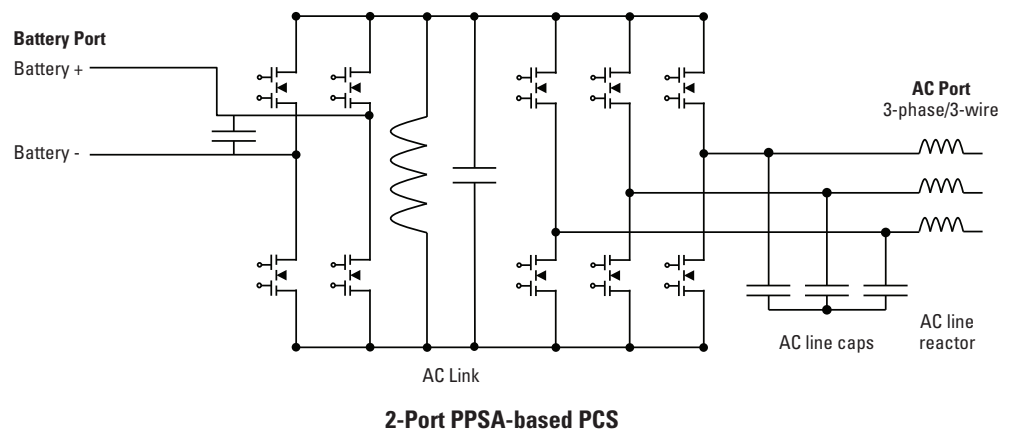 Battery Port
Battery +
Battery -
AC Port
3-phase/3-wire
AC line caps
AC line
reactor
AC Link
2-Port PPSA-based PCS